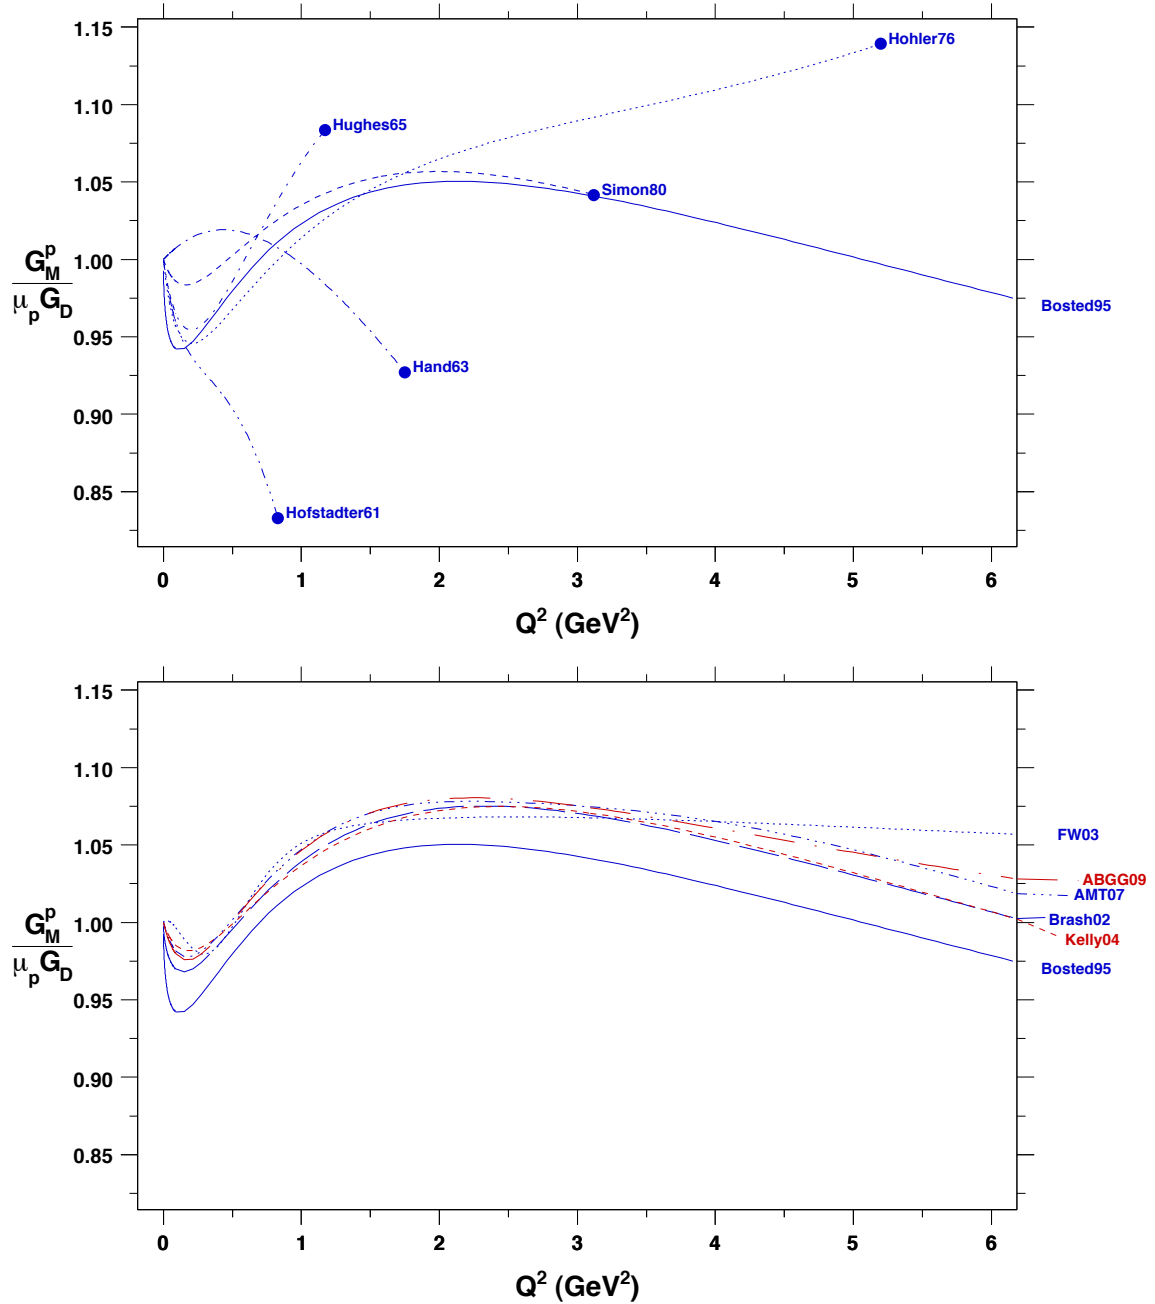 1.15
1.10
1.05
1.00
0.95
0.90
0.85
G_M^p
μ_p G_D
Hohler76
Hughes65
Simon80
Bosted95
Hand63
Hofstadter61
0 1 2 3 4 5 6
Q^2 (GeV^2)
1.15
1.10
1.05
1.00
0.95
0.90
0.85
G_M^p
μ_p G_D
FW03
ABGG09
AMT07
Brash02
Kelly04
Bosted95
0 1 2 3 4 5 6
Q^2 (GeV^2)